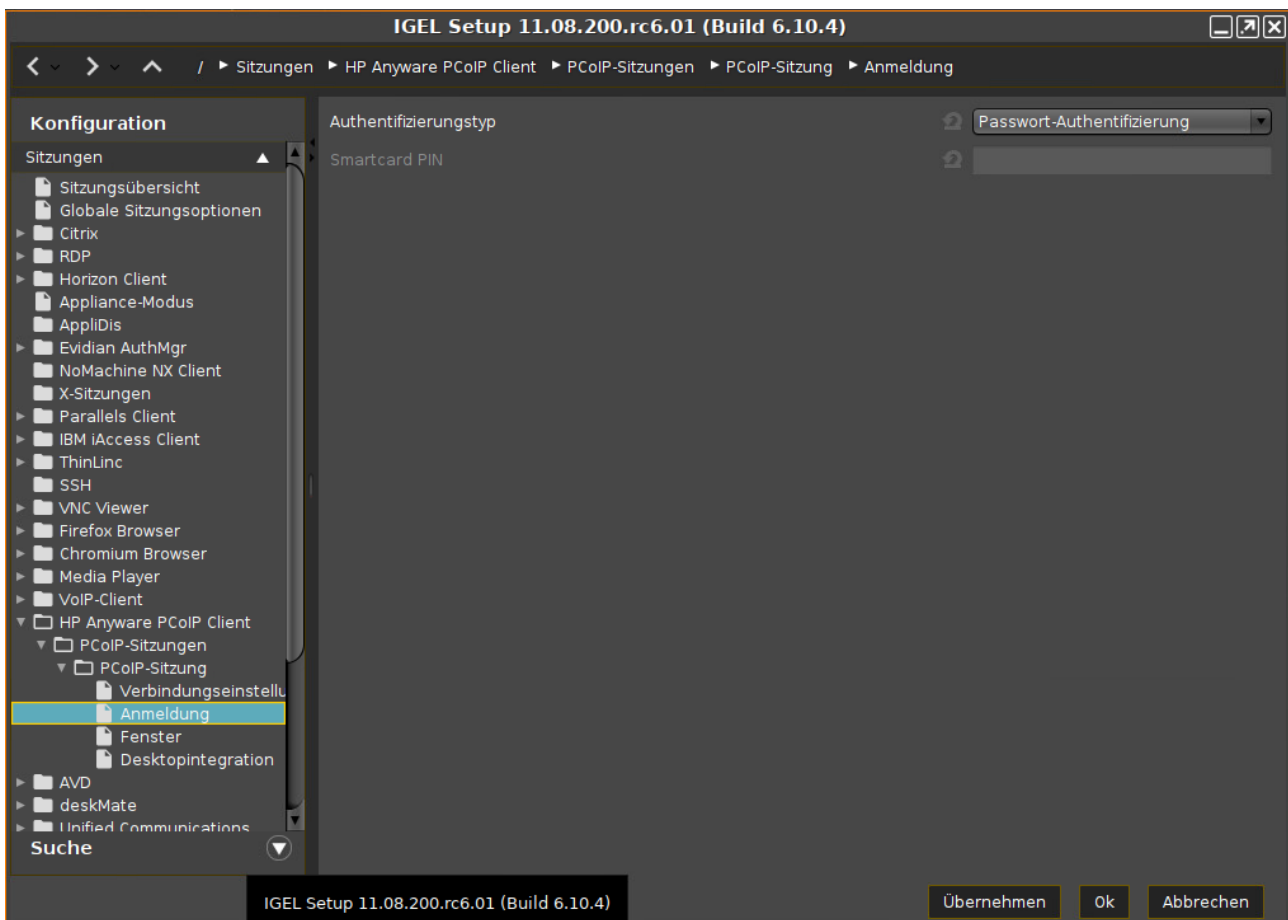 IGEL Setup 11.08.200.rc6.01 (Build 6.10.4)
/ ► Sitzungen ► HP Anyware PCoIP Client ► PCoIP-Sitzungen ► PCoIP-Sitzung ► Anmeldung
Konfiguration
Sitzungen
Sitzungsübersicht
Globale Sitzungsoptionen
Citrix
RDP
Horizon Client
Appliance-Modus
AppliDis
Evidian AuthMgr
NoMachine NX Client
X-Sitzungen
Parallels Client
IBM iAccess Client
ThinLinc
SSH
VNC Viewer
Firefox Browser
Chromium Browser
Media Player
VoIP-Client
HP Anyware PCoIP Client
PCoIP-Sitzungen
PCoIP-Sitzung
Verbindungseinstellu
Anmeldung
Fenster
Desktopintegration
AVD
deskMate
Unified Communications
Suche
Authentifizierungstyp
Passwort-Authentifizierung
Smartcard PIN
IGEL Setup 11.08.200.rc6.01 (Build 6.10.4)
Übernehmen
Ok
Abbrechen